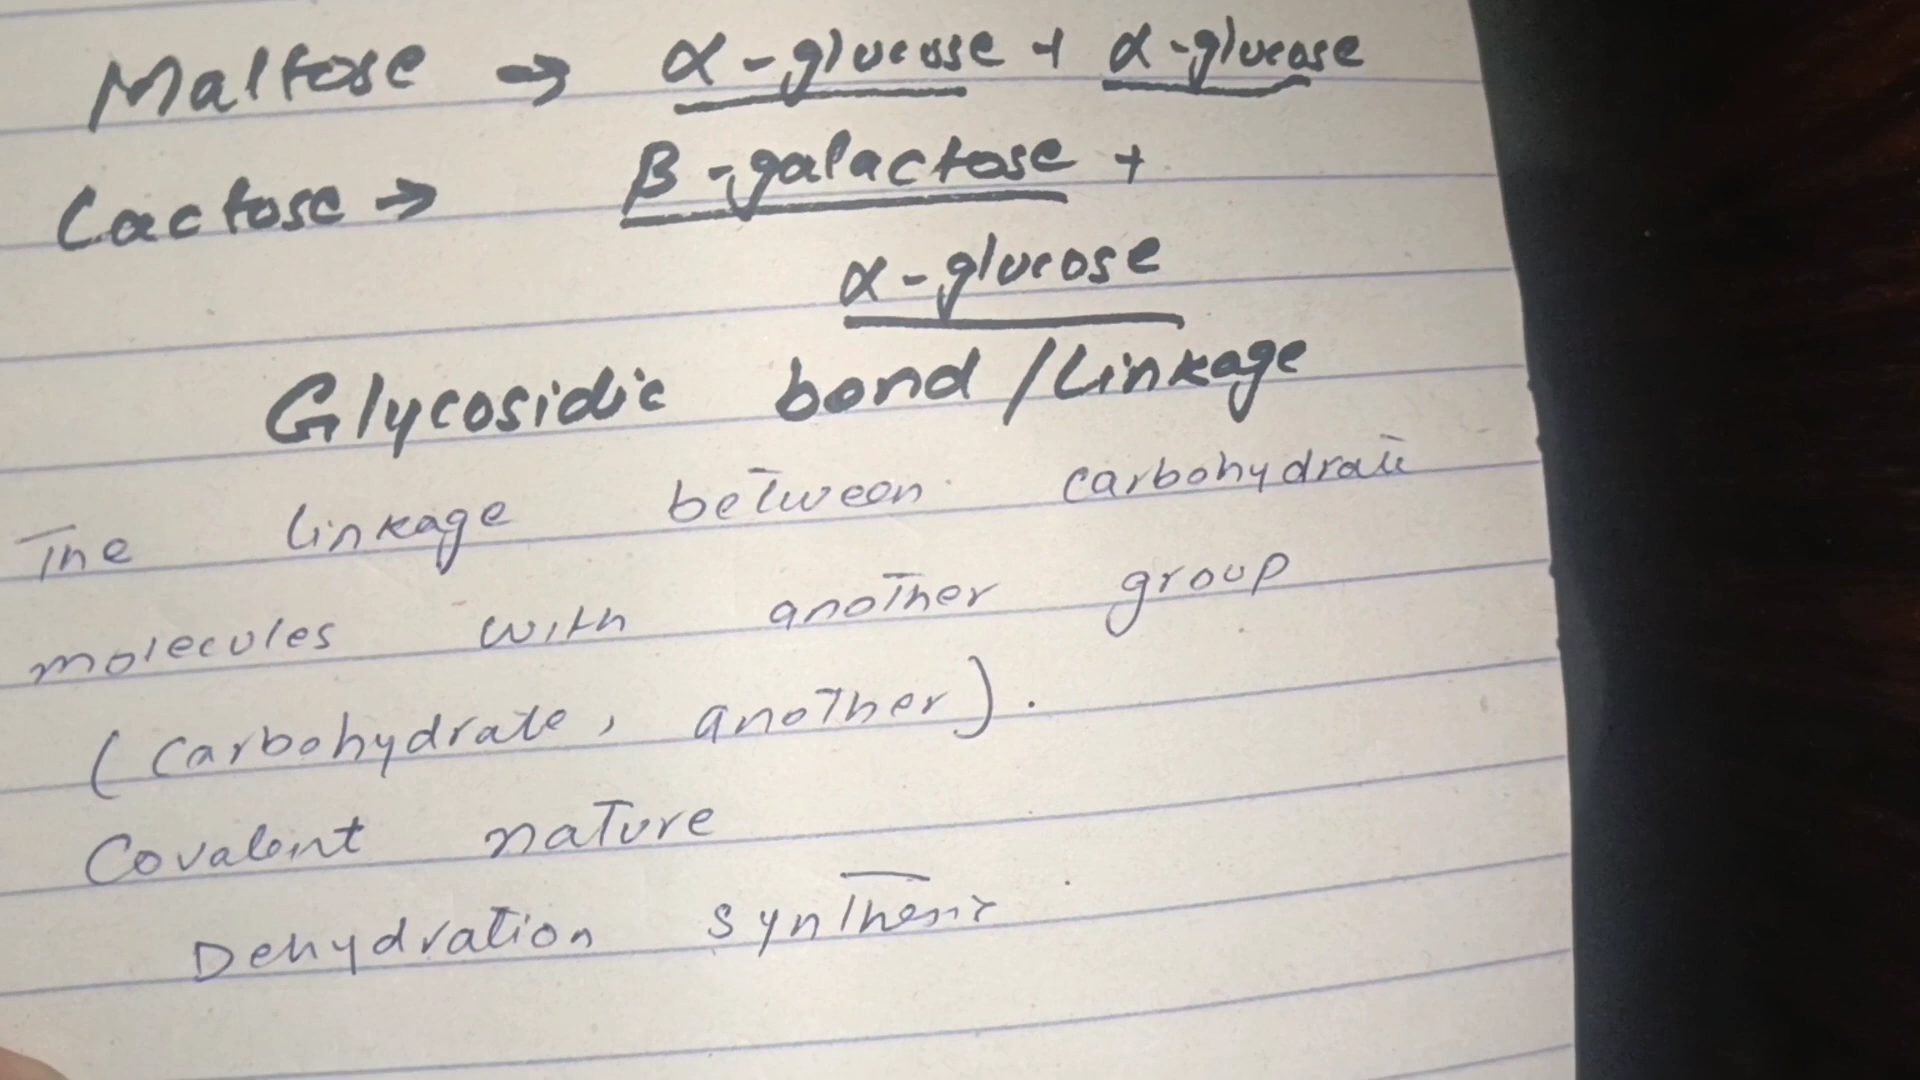 Maltose → α-glucose + α-glucose
Lactose → β-galactose +
α-glucose
Glycosidic bond / Linkage
The linkage between carbohydrate
molecules with another group
(carbohydrate, another).
Covalent nature
Dehydration synthesis